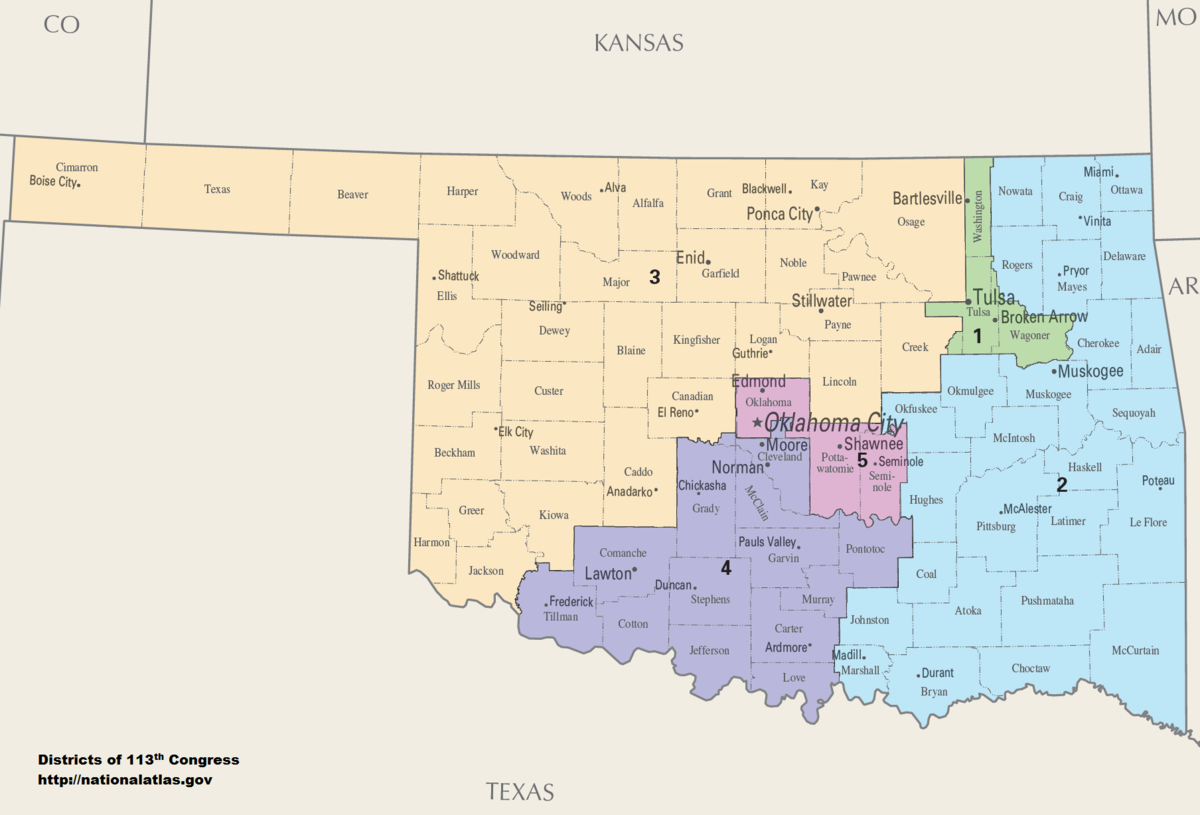 CO
KANSAS
MO
Cimarron
Boise City
Texas
Beaver
Harper
Woods
Alva
Alfalfa
Grant
Blackwell
Kay
Ponca City
Bartlesville
Osage
Washington
Nowata
Craig
Miami
Ottawa
Vinita
Woodward
Shattuck
Ellis
Major
3
Enid
Garfield
Noble
Pawnee
Rogers
Pryor
Mayes
Delaware
AR
Seiling
Dewey
Stillwater
Payne
Tulsa
Tulsa
Broken Arrow
Wagoner
1
Blaine
Kingfisher
Logan
Guthrie
Creek
Cherokee
Adair
Roger Mills
Custer
Canadian
El Reno
Edmond
Oklahoma
Oklahoma City
Lincoln
Okfuskee
Okmulgee
Muskogee
Muskogee
Sequoyah
Elk City
Beckham
Washita
Caddo
Anadarko
Moore
Cleveland
Norman
Shawnee
Potta-
watomie
5
Seminole
Semi-
nole
McIntosh
Haskell
2
Poteau
Chickasha
Grady
McClain
Hughes
McAlester
Pittsburg
Latimer
Le Flore
Greer
Kiowa
Harmon
Jackson
Comanche
Lawton
Pauls Valley
Garvin
Pontotoc
4
Coal
Duncan
Stephens
Murray
Frederick
Tillman
Cotton
Johnston
Atoka
Pushmataha
Carter
Ardmore
Jefferson
Love
Madill
Marshall
Durant
Bryan
Choctaw
McCurtain
Districts of 113th Congress
http://nationalatlas.gov
TEXAS